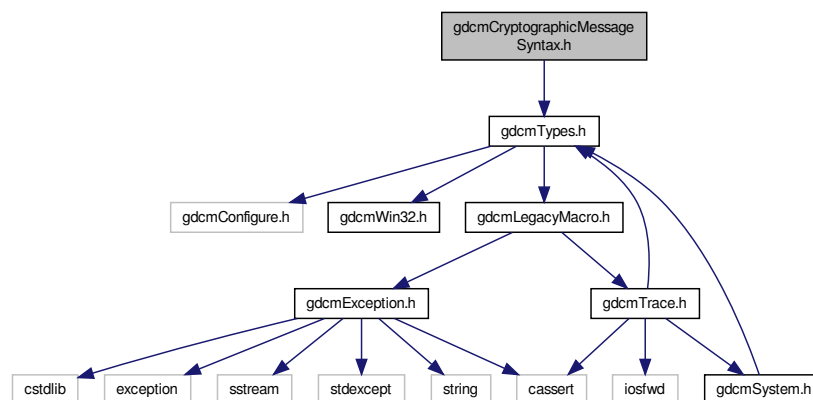 gdcmCryptographicMessage
Syntax.h
gdcmTypes.h
gdcmConfigure.h
gdcmWin32.h
gdcmLegacyMacro.h
gdcmException.h
gdcmTrace.h
cstdlib
exception
sstream
stdexcept
string
cassert
iosfwd
gdcmSystem.h